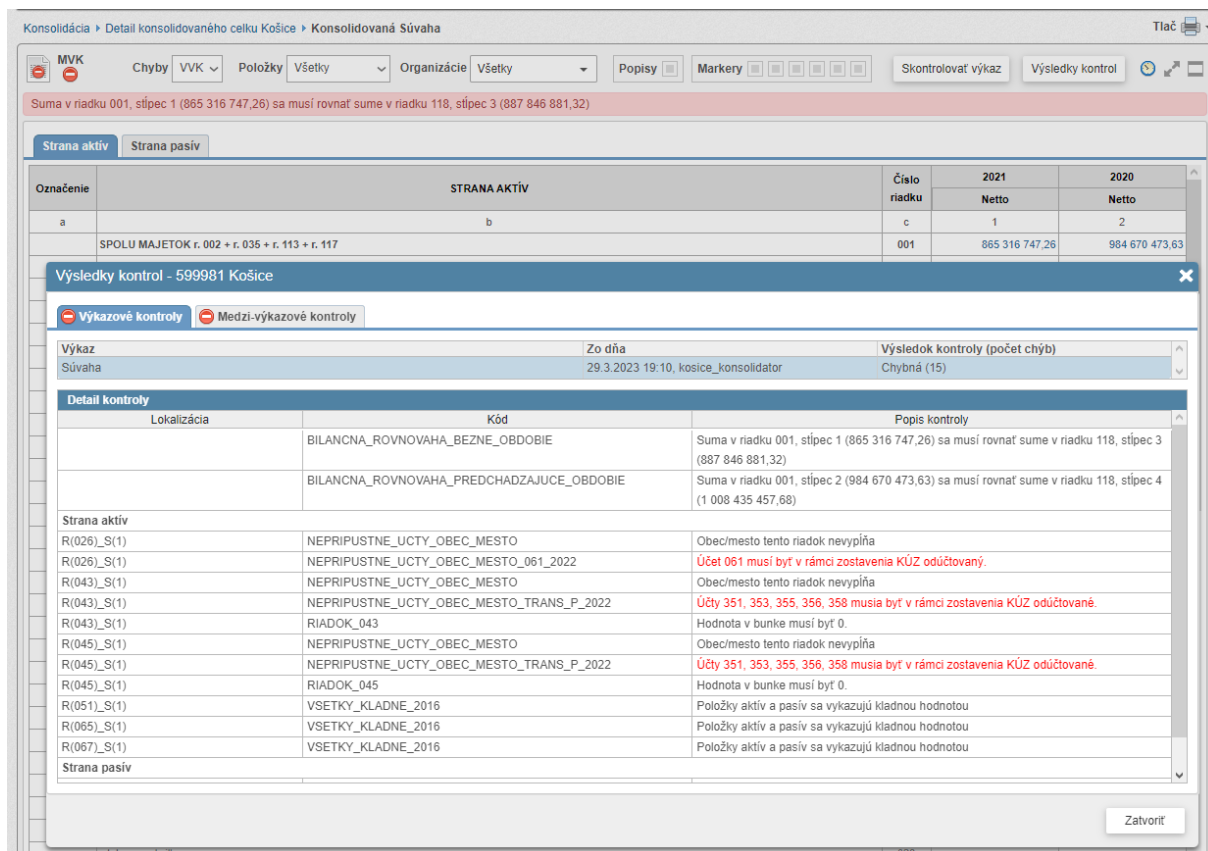 Konsolidácia ▸ Detail konsolidovaného celku Košice ▸ Konsolidovaná Súvaha Tlač
MVK Chyby VVK Položky Všetky Organizácie Všetky Popisy Markery Skontrolovať výkaz Výsledky kontrol
Suma v riadku 001, stĺpec 1 (865 316 747,26) sa musí rovnať sume v riadku 118, stĺpec 3 (887 846 881,32)
Strana aktív Strana pasív
Označenie STRANA AKTÍV Číslo riadku 2021 2020
Netto Netto
a b c 1 2
SPOLU MAJETOK r. 002 + r. 035 + r. 113 + r. 117 001 865 316 747,26 984 670 473,63
Výsledky kontrol - 599981 Košice
Výkazové kontroly Medzi-výkazové kontroly
Výkaz Zo dňa Výsledok kontroly (počet chýb)
Súvaha 29.3.2023 19:10, kosice_konsolidator Chybná (15)
Detail kontroly
Lokalizácia Kód Popis kontroly
BILANCNA_ROVNOVAHA_BEZNE_OBDOBIE Suma v riadku 001, stĺpec 1 (865 316 747,26) sa musí rovnať sume v riadku 118, stĺpec 3
(887 846 881,32)
BILANCNA_ROVNOVAHA_PREDCHADZAJUCE_OBDOBIE Suma v riadku 001, stĺpec 2 (984 670 473,63) sa musí rovnať sume v riadku 118, stĺpec 4
(1 008 435 457,68)
Strana aktív
R(026)_S(1) NEPRIPUSTNE_UCTY_OBEC_MESTO Obec/mesto tento riadok nevypĺňa
R(026)_S(1) NEPRIPUSTNE_UCTY_OBEC_MESTO_061_2022 Účet 061 musí byť v rámci zostavenia KÚZ odúčtovaný.
R(043)_S(1) NEPRIPUSTNE_UCTY_OBEC_MESTO Obec/mesto tento riadok nevypĺňa
R(043)_S(1) NEPRIPUSTNE_UCTY_OBEC_MESTO_TRANS_P_2022 Účty 351, 353, 355, 356, 358 musia byť v rámci zostavenia KÚZ odúčtované.
R(043)_S(1) RIADOK_043 Hodnota v bunke musí byť 0.
R(045)_S(1) NEPRIPUSTNE_UCTY_OBEC_MESTO Obec/mesto tento riadok nevypĺňa
R(045)_S(1) NEPRIPUSTNE_UCTY_OBEC_MESTO_TRANS_P_2022 Účty 351, 353, 355, 356, 358 musia byť v rámci zostavenia KÚZ odúčtované.
R(045)_S(1) RIADOK_045 Hodnota v bunke musí byť 0.
R(051)_S(1) VSETKY_KLADNE_2016 Položky aktív a pasív sa vykazujú kladnou hodnotou
R(065)_S(1) VSETKY_KLADNE_2016 Položky aktív a pasív sa vykazujú kladnou hodnotou
R(067)_S(1) VSETKY_KLADNE_2016 Položky aktív a pasív sa vykazujú kladnou hodnotou
Strana pasív
Zatvoriť